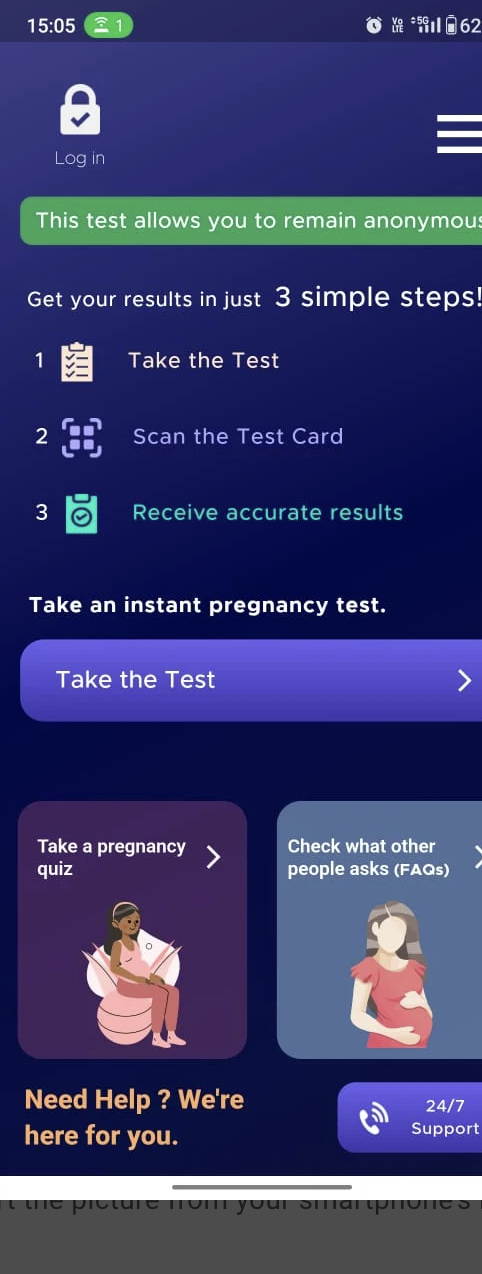 15:05 1 Vo LTE 5G 62
Log in
This test allows you to remain anonymous
Get your results in just 3 simple steps!
1 Take the Test
2 Scan the Test Card
3 Receive accurate results
Take an instant pregnancy test.
Take the Test
Take a pregnancy
quiz
Check what other
people asks (FAQs)
Need Help ? We're
here for you.
24/7
Support
the picture from your smartphone's